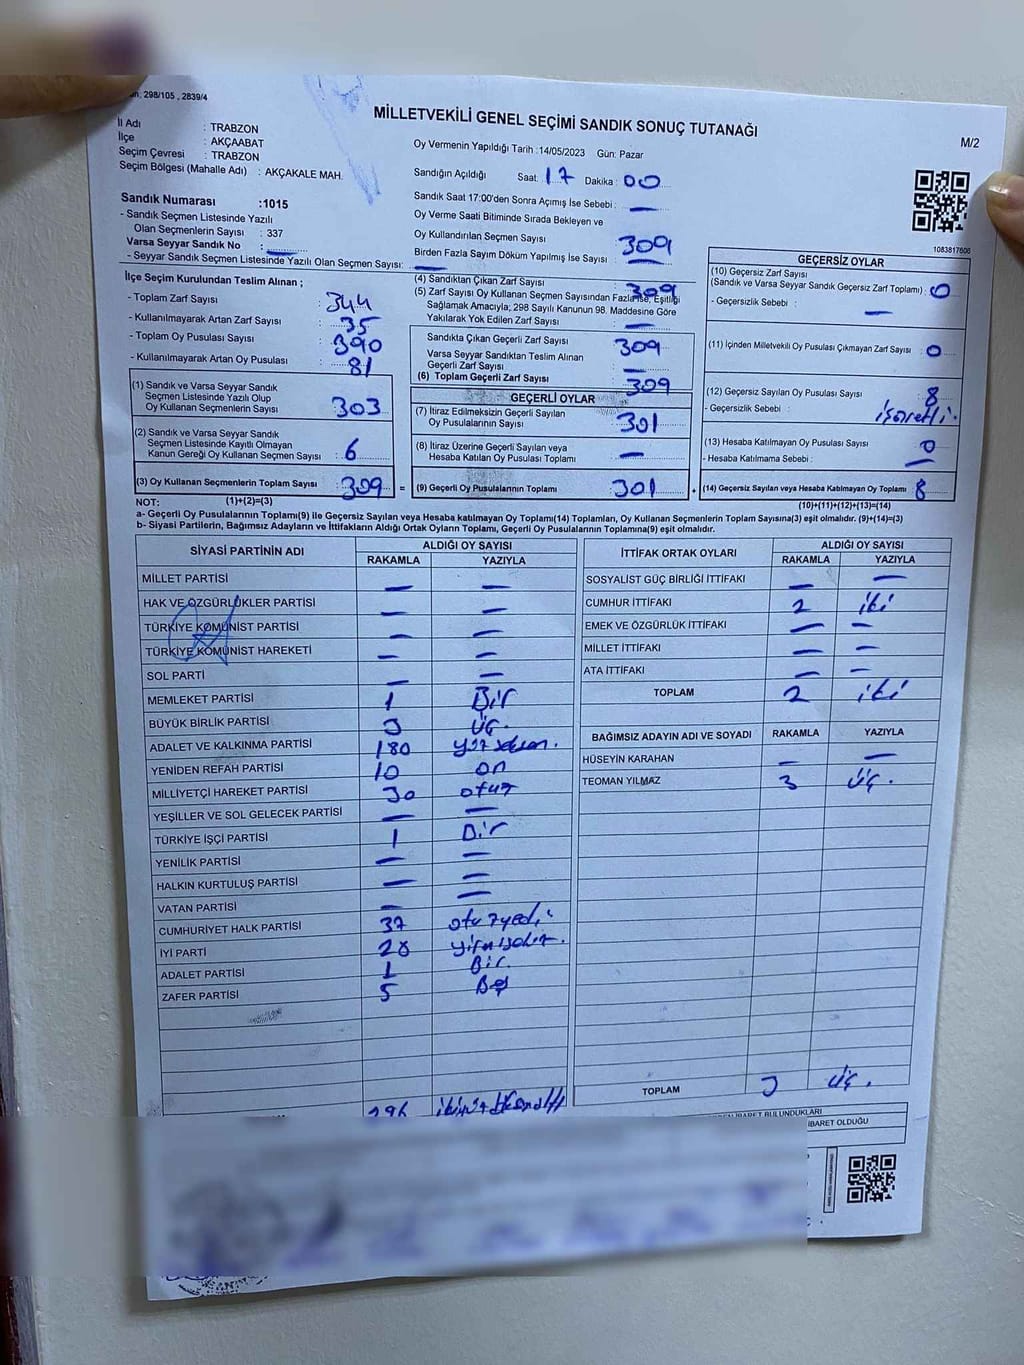 298/105 , 2839/4
MİLLETVEKİLİ GENEL SEÇİMİ SANDIK SONUÇ TUTANAĞI
M/2
İl Adı : TRABZON
İlçe : AKÇAABAT
Seçim Çevresi : TRABZON
Seçim Bölgesi (Mahalle Adı) : AKÇAKALE MAH.
Oy Vermenin Yapıldığı Tarih :14/05/2023 Gün: Pazar
Sandığın Açıldığı Saat: 17 Dakika : 00
Sandık Saat 17:00'den Sonra Açımış İse Sebebi : —
Oy Verme Saati Bitiminde Sırada Bekleyen ve
Oy Kullandırılan Seçmen Sayısı : 309
Birden Fazla Sayım Döküm Yapılmış İse Sayısı : —
Sandık Numarası :1015
- Sandık Seçmen Listesinde Yazılı
Olan Seçmenlerin Sayısı : 337
Varsa Seyyar Sandık No : —
- Seyyar Sandık Seçmen Listesinde Yazılı Olan Seçmen Sayısı: —
1083817606
İlçe Seçim Kurulundan Teslim Alınan ;
- Toplam Zarf Sayısı : 344
- Kullanılmayarak Artan Zarf Sayısı : 35
- Toplam Oy Pusulası Sayısı : 390
- Kullanılmayarak Artan Oy Pusulası : 81
(1) Sandık ve Varsa Seyyar Sandık
Seçmen Listesinde Yazılı Olup
Oy Kullanan Seçmenlerin Sayısı : 303
(2) Sandık ve Varsa Seyyar Sandık
Seçmen Listesinde Kayıtlı Olmayan
Kanun Gereği Oy Kullanan Seçmen Sayısı : 6
(3) Oy Kullanan Seçmenlerin Toplam Sayısı : 309 =
(4) Sandıktan Çıkan Zarf Sayısı : 309
(5) Zarf Sayısı Oy Kullanan Seçmen Sayısından Fazla ise, Eşitliği
Sağlamak Amacıyla, 298 Sayılı Kanunun 98. Maddesine Göre
Yakılarak Yok Edilen Zarf Sayısı : —
Sandıkta Çıkan Geçerli Zarf Sayısı : 309
Varsa Seyyar Sandıktan Teslim Alınan
Geçerli Zarf Sayısı : —
(6) Toplam Geçerli Zarf Sayısı : 309
GEÇERLİ OYLAR
(7) İtiraz Edilmeksizin Geçerli Sayılan
Oy Pusulalarının Sayısı : 301
(8) İtiraz Üzerine Geçerli Sayılan veya
Hesaba Katılan Oy Pusulası Toplamı : —
(9) Geçerli Oy Pusulalarının Toplamı : 301 +
GEÇERSİZ OYLAR
(10) Geçersiz Zarf Sayısı
(Sandık ve Varsa Seyyar Sandık Geçersiz Zarf Toplamı) : 0
- Geçersizlik Sebebi : —
(11) İçinden Milletvekili Oy Pusulası Çıkmayan Zarf Sayısı : 0
(12) Geçersiz Sayılan Oy Pusulası Sayısı : 8
- Geçersizlik Sebebi : işaretli.
(13) Hesaba Katılmayan Oy Pusulası Sayısı : 0
- Hesaba Katılmama Sebebi : —
(14) Geçersiz Sayılan veya Hesaba Katılmayan Oy Toplamı : 8
NOT: (1)+(2)=(3) (10)+(11)+(12)+(13)=(14)
a- Geçerli Oy Pusulalarının Toplamı(9) ile Geçersiz Sayılan veya Hesaba katılmayan Oy Toplamı(14) Toplamları, Oy Kullanan Seçmenlerin Toplam Sayısına(3) eşit olmalıdır. (9)+(14)=(3)
b- Siyasi Partilerin, Bağımsız Adayların ve İttifakların Aldığı Ortak Oyların Toplamı, Geçerli Oy Pusulalarının Toplamına(9) eşit olmalıdır.
SİYASİ PARTİNİN ADI ALDIĞI OY SAYISI
RAKAMLA YAZIYLA
MİLLET PARTİSİ — —
HAK VE ÖZGÜRLÜKLER PARTİSİ — —
TÜRKİYE KOMÜNİST PARTİSİ — —
TÜRKİYE KOMÜNİST HAREKETİ — —
SOL PARTİ — —
MEMLEKET PARTİSİ 1 Bir
BÜYÜK BİRLİK PARTİSİ 3 üç.
ADALET VE KALKINMA PARTİSİ 180 yüz seksen.
YENİDEN REFAH PARTİSİ 10 on
MİLLİYETÇİ HAREKET PARTİSİ 30 otuz
YEŞİLLER VE SOL GELECEK PARTİSİ — —
TÜRKİYE İŞÇİ PARTİSİ 1 Bir
YENİLİK PARTİSİ — —
HALKIN KURTULUŞ PARTİSİ — —
VATAN PARTİSİ — —
CUMHURİYET HALK PARTİSİ 37 otuzyedi
İYİ PARTİ 28 yirmisekiz.
ADALET PARTİSİ 1 Bir.
ZAFER PARTİSİ 5 Beş
296 ikiyüzdoksanaltı
İTTİFAK ORTAK OYLARI ALDIĞI OY SAYISI
RAKAMLA YAZIYLA
SOSYALİST GÜÇ BİRLİĞİ İTTİFAKI — —
CUMHUR İTTİFAKI 2 iki
EMEK VE ÖZGÜRLÜK İTTİFAKI — —
MİLLET İTTİFAKI — —
ATA İTTİFAKI — —
TOPLAM 2 iki
BAĞIMSIZ ADAYIN ADI VE SOYADI RAKAMLA YAZIYLA
HÜSEYİN KARAHAN — —
TEOMAN YILMAZ 3 üç.
TOPLAM 3 üç.
İBARET BULUNDUKLARI
İBARET OLDUĞU